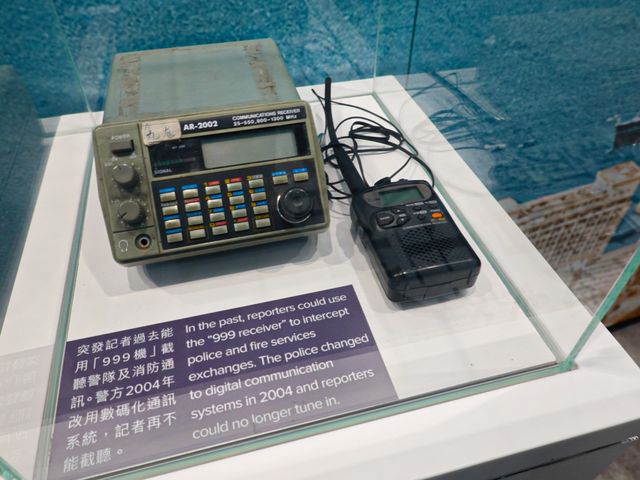 九龍
AR-2002
COMMUNICATIONS RECEIVER
25-550, 800-1300 MHz
POWER
SIGNAL
突發記者過去能
用「999機」截
聽警隊及消防通
訊。警方2004年
改用數碼化通訊
系統，記者再不
能截聽。
In the past, reporters could use
the “999 receiver” to intercept
police and fire services
exchanges. The police changed
to digital communication
systems in 2004 and reporters
could no longer tune in.